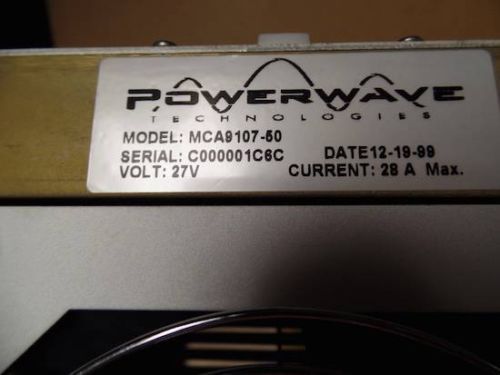 POWERWAVE
TECHNOLOGIES
MODEL: MCA9107-50
SERIAL: C000001C6C DATE12-19-99
VOLT: 27V CURRENT: 28 A Max.